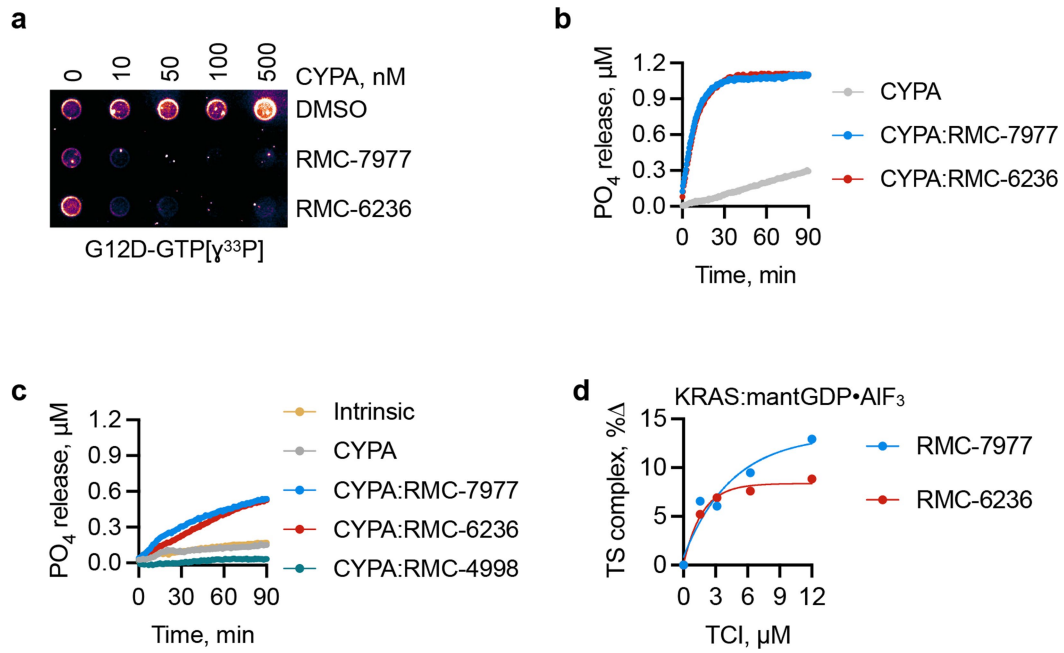 a
0 10 50 100 500
CYPA, nM
DMSO
RMC-7977
RMC-6236
G12D-GTP[ɣ³³P]
b
PO₄ release, µM
1.2
0.9
0.6
0.3
0.0
0 30 60 90
Time, min
CYPA
CYPA:RMC-7977
CYPA:RMC-6236
c
PO₄ release, µM
1.2
0.9
0.6
0.3
0.0
0 30 60 90
Time, min
Intrinsic
CYPA
CYPA:RMC-7977
CYPA:RMC-6236
CYPA:RMC-4998
d
KRAS:mantGDP•AlF₃
TS complex, %Δ
15
10
5
0
0 3 6 9 12
TCI, µM
RMC-7977
RMC-6236